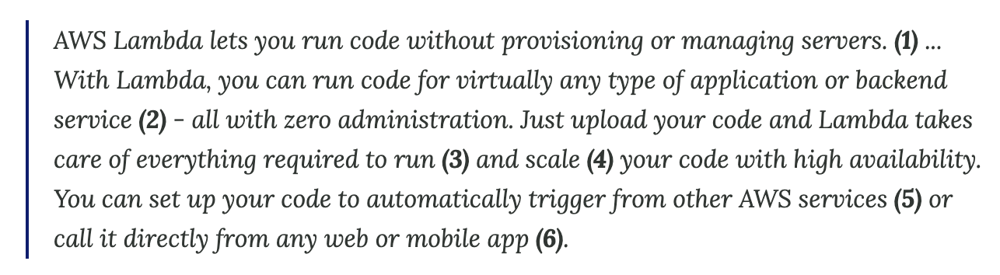 AWS Lambda lets you run code without provisioning or managing servers. (1) ...
With Lambda, you can run code for virtually any type of application or backend
service (2) - all with zero administration. Just upload your code and Lambda takes
care of everything required to run (3) and scale (4) your code with high availability.
You can set up your code to automatically trigger from other AWS services (5) or
call it directly from any web or mobile app (6).